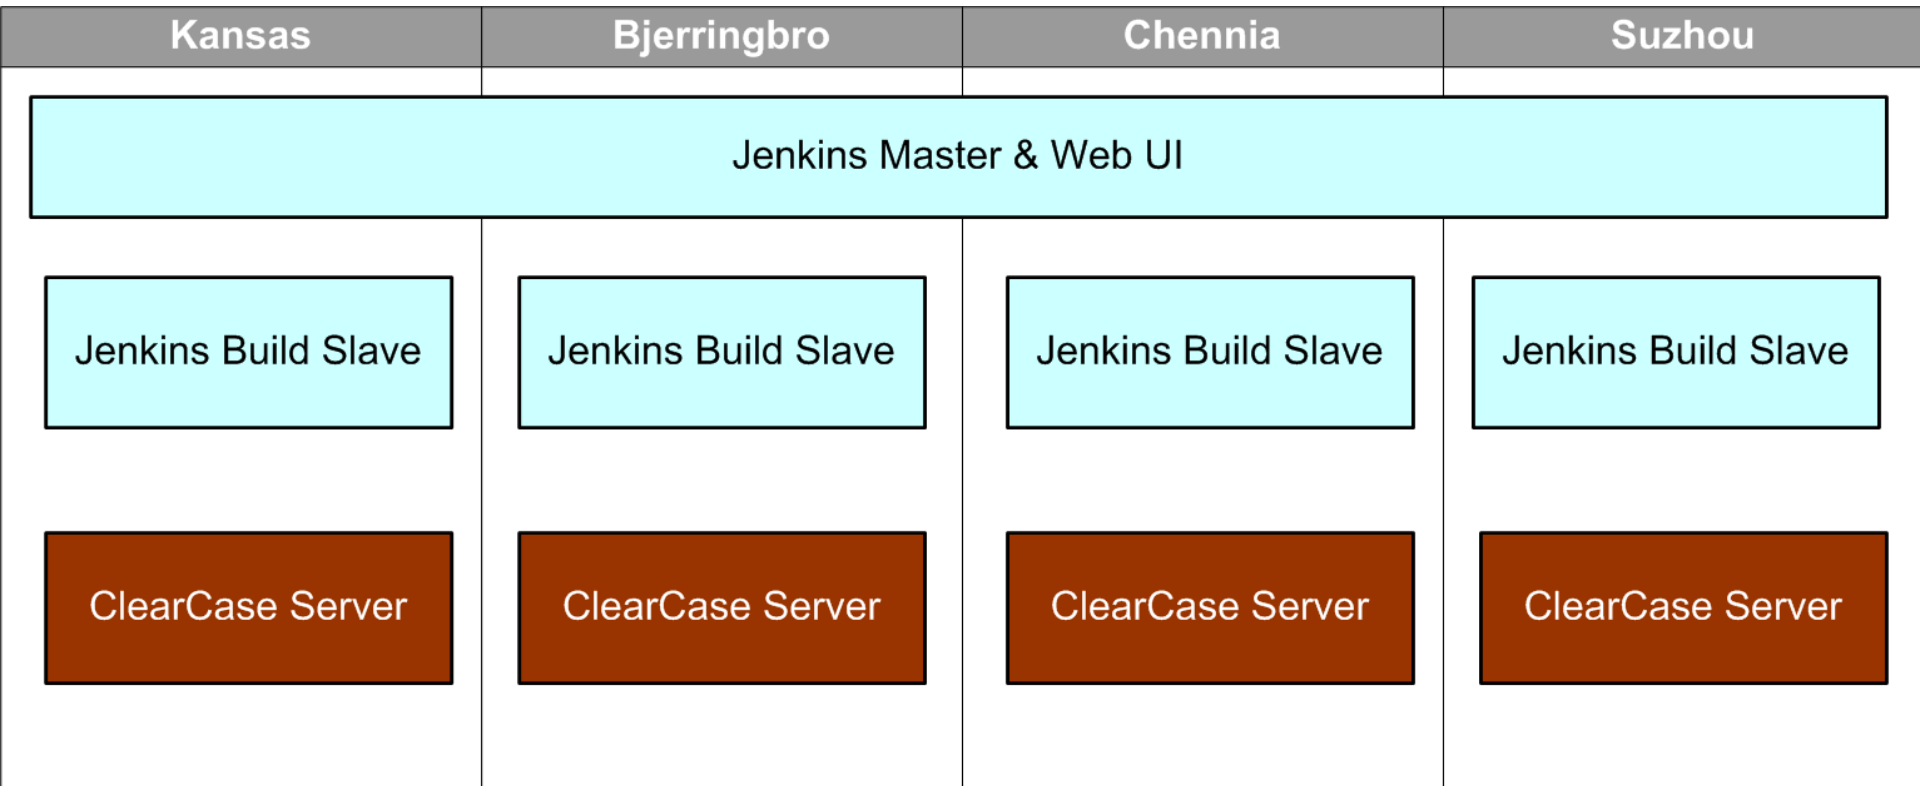 Kansas Bjerringbro Chennia Suzhou
Jenkins Master & Web UI
Jenkins Build Slave Jenkins Build Slave Jenkins Build Slave Jenkins Build Slave
ClearCase Server ClearCase Server ClearCase Server ClearCase Server